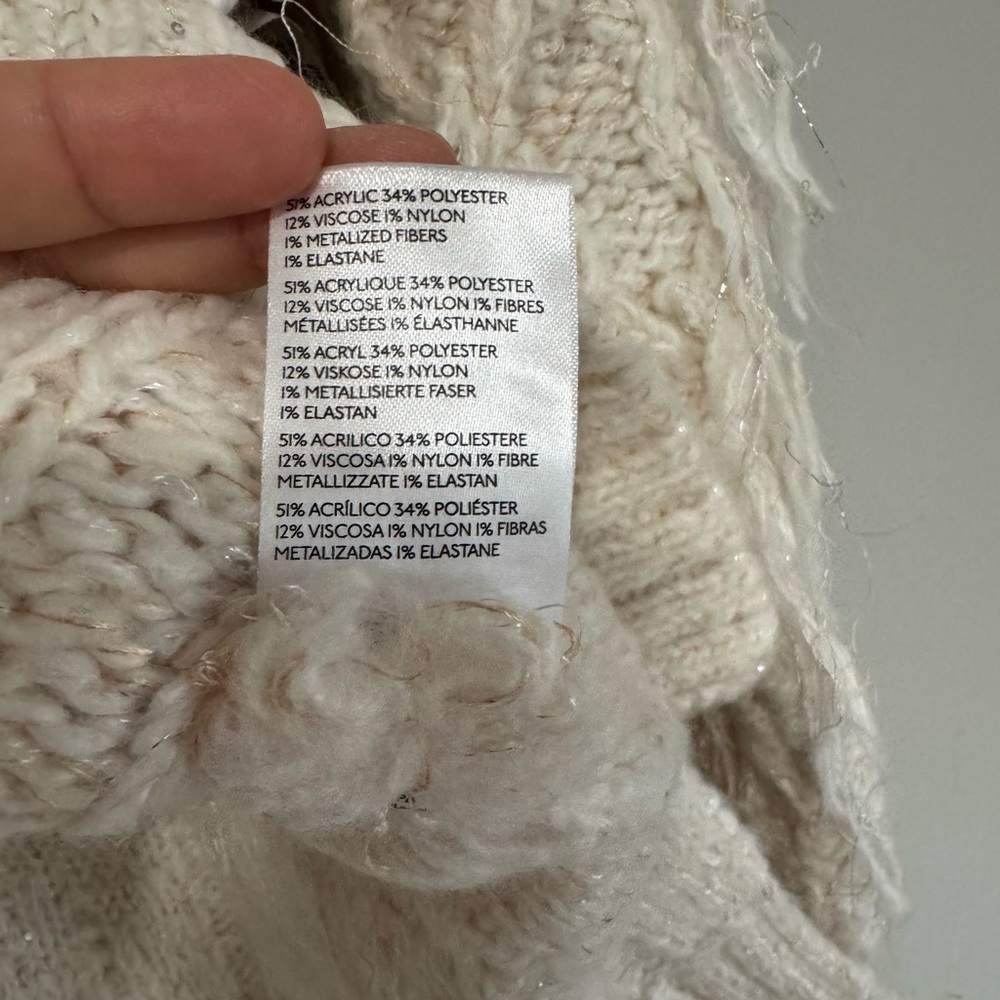 51% ACRYLIC 34% POLYESTER
12% VISCOSE 1% NYLON
1% METALIZED FIBERS
1% ELASTANE
51% ACRYLIQUE 34% POLYESTER
12% VISCOSE 1% NYLON 1% FIBRES
MÉTALLISÉES 1% ÉLASTHANNE
51% ACRYL 34% POLYESTER
12% VISKOSE 1% NYLON
1% METALLISIERTE FASER
1% ELASTAN
51% ACRILICO 34% POLIESTERE
12% VISCOSA 1% NYLON 1% FIBRE
METALLIZZATE 1% ELASTAN
51% ACRÍLICO 34% POLIÉSTER
12% VISCOSA 1% NYLON 1% FIBRAS
METALIZADAS 1% ELASTANE